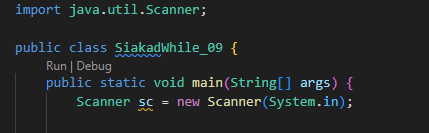 import java.util.Scanner;
public class SiakadWhile_09 {
Run | Debug
public static void main(String[] args) {
Scanner sc = new Scanner(System.in);